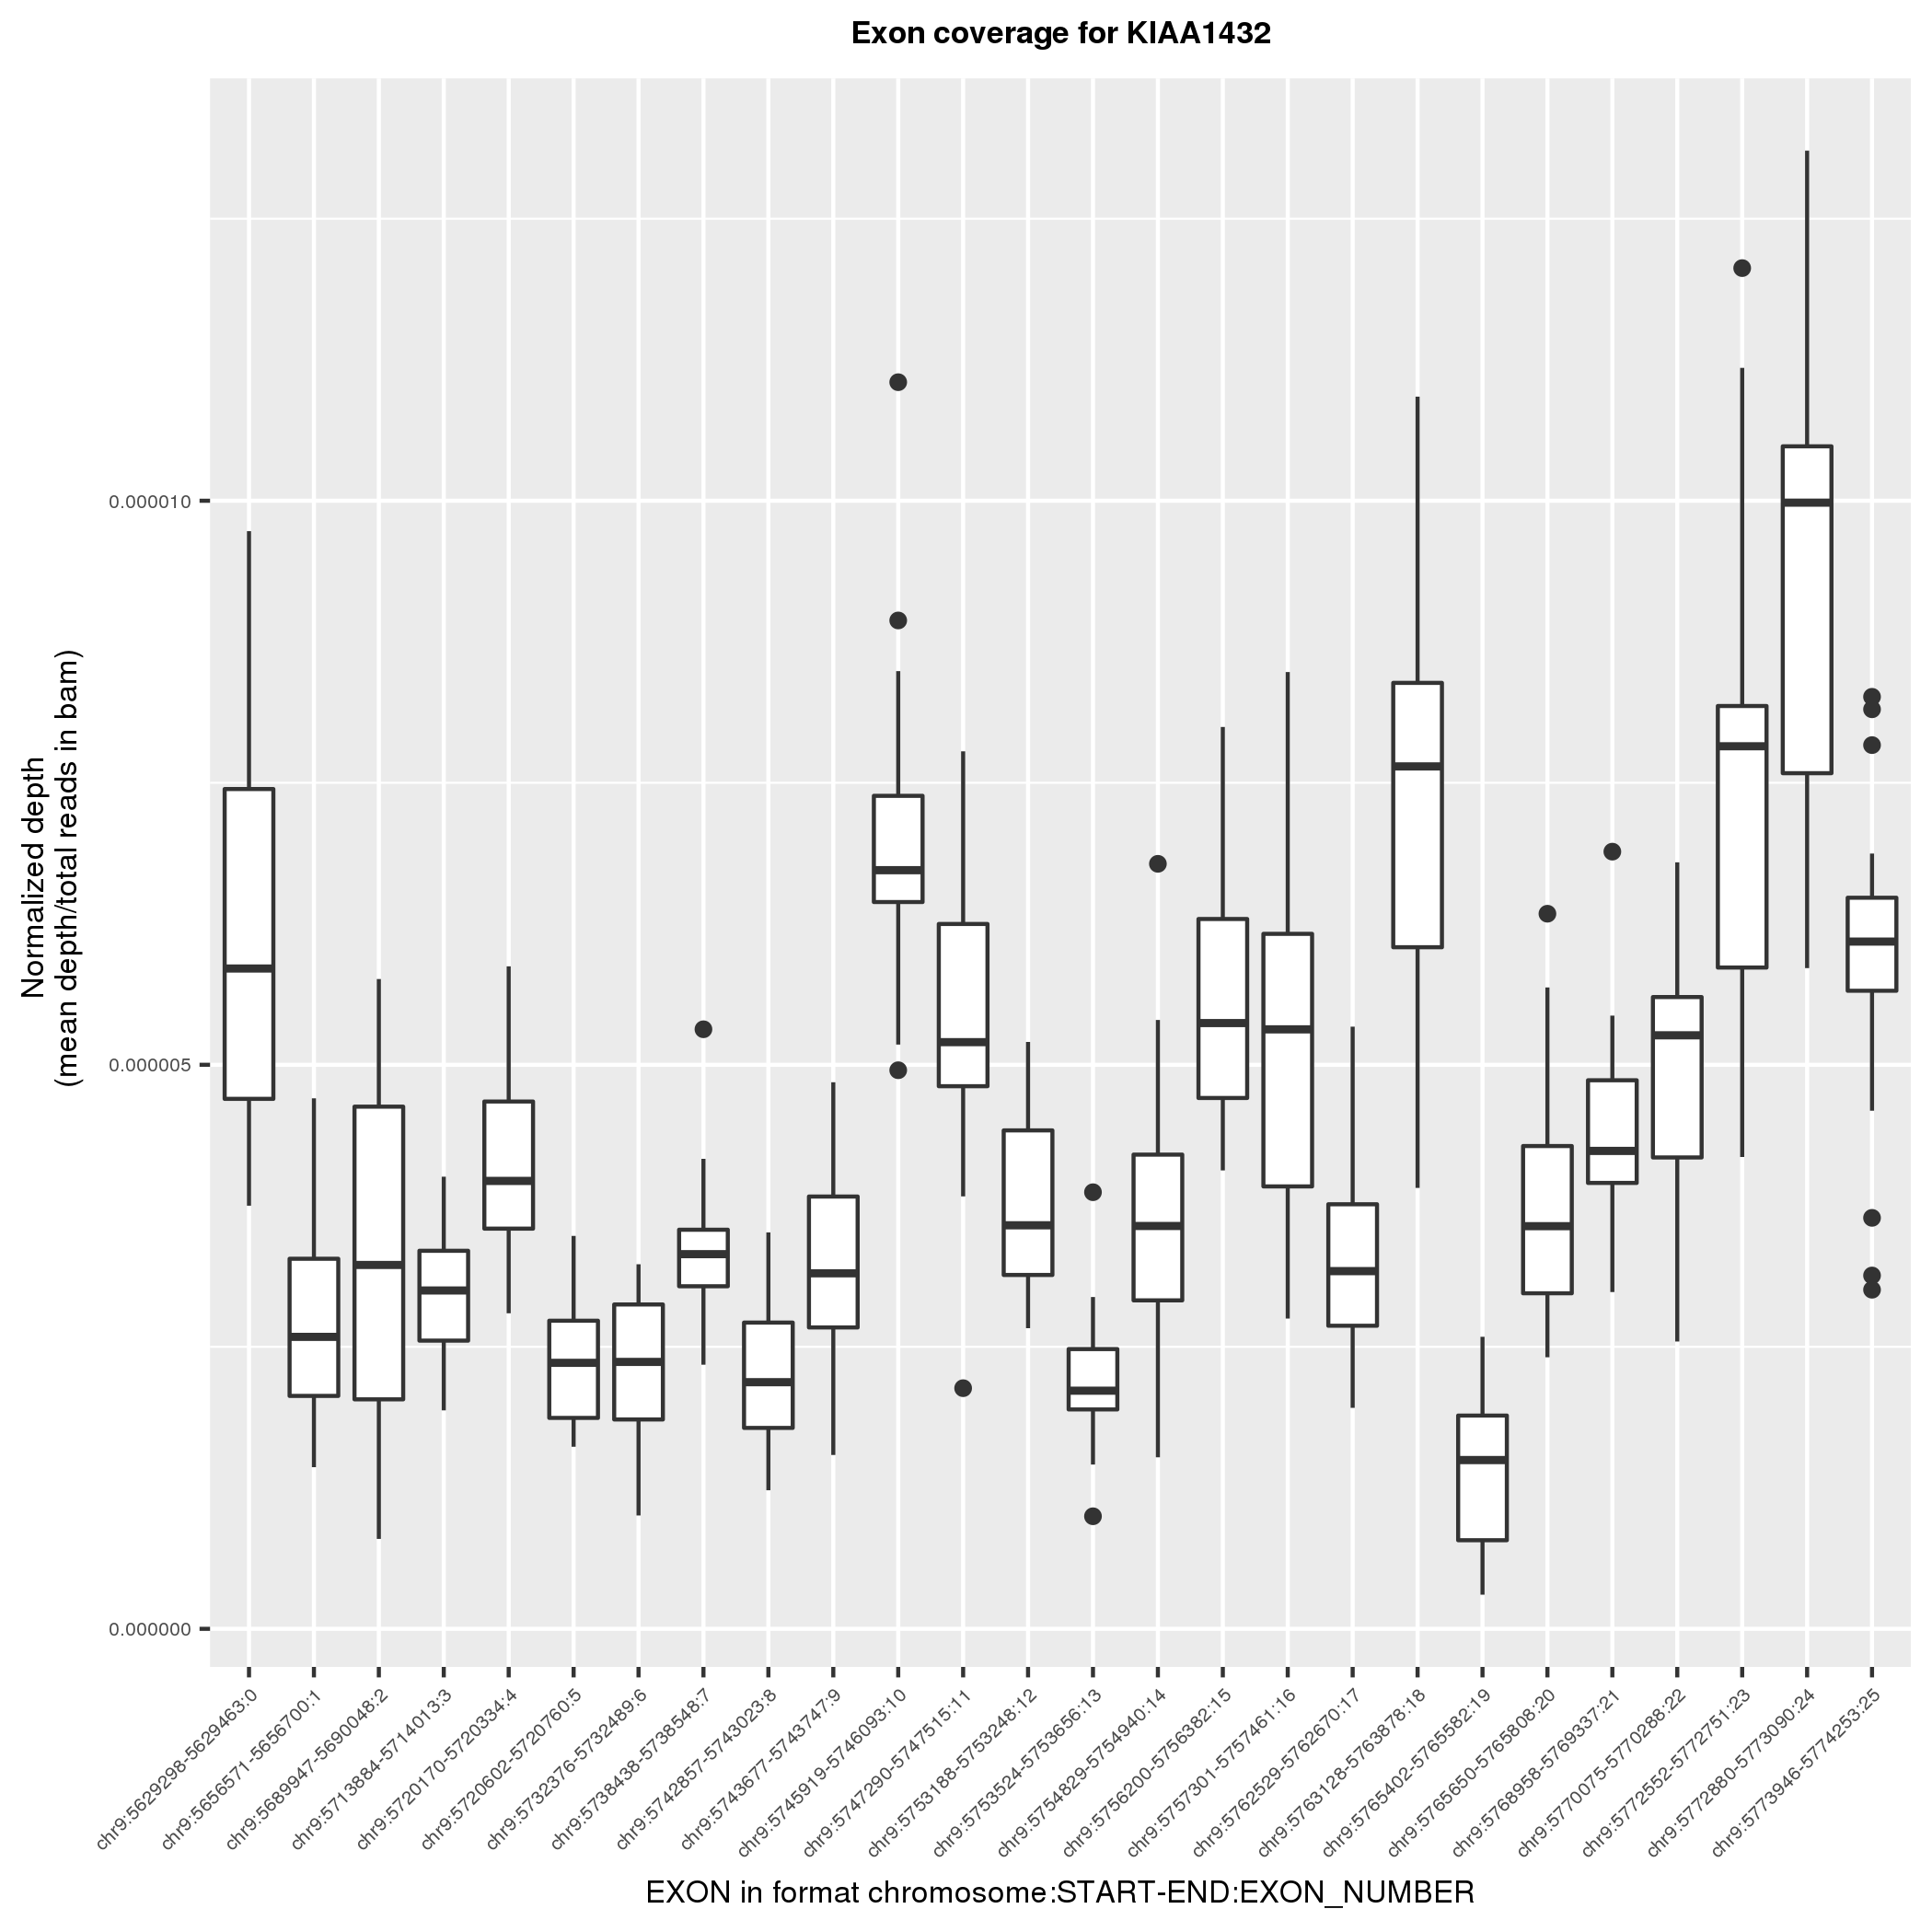 Exon coverage for KIAA1432
Normalized depth
(mean depth/total reads in bam)
0.000010
0.000005
0.000000
chr9:5629298-5629463:0
chr9:5656571-5656700:1
chr9:5689947-5690048:2
chr9:5713884-5714013:3
chr9:5720170-5720334:4
chr9:5720602-5720760:5
chr9:5732376-5732489:6
chr9:5738438-5738548:7
chr9:5742857-5743023:8
chr9:5743677-5743747:9
chr9:5745919-5746093:10
chr9:5747290-5747515:11
chr9:5753188-5753248:12
chr9:5753524-5753656:13
chr9:5754829-5754940:14
chr9:5756200-5756382:15
chr9:5757301-5757461:16
chr9:5762529-5762670:17
chr9:5763128-5763878:18
chr9:5765402-5765582:19
chr9:5765650-5765808:20
chr9:5768958-5769337:21
chr9:5770075-5770288:22
chr9:5772552-5772751:23
chr9:5772880-5773090:24
chr9:5773946-5774253:25
EXON in format chromosome:START-END:EXON_NUMBER